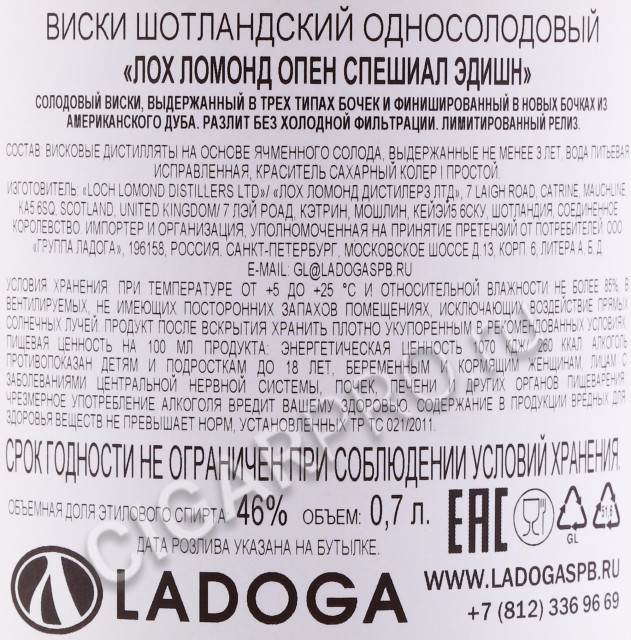 ВИСКИ ШОТЛАНДСКИЙ ОДНОСОЛОДОВЫЙ
«ЛОХ ЛОМОНД ОПЕН СПЕШИАЛ ЭДИШН»
СОЛОДОВЫЙ ВИСКИ, ВЫДЕРЖАННЫЙ В ТРЕХ ТИПАХ БОЧЕК И ФИНИШИРОВАННЫЙ В НОВЫХ БОЧКАХ ИЗ
АМЕРИКАНСКОГО ДУБА. РАЗЛИТ БЕЗ ХОЛОДНОЙ ФИЛЬТРАЦИИ. ЛИМИТИРОВАННЫЙ РЕЛИЗ.
СОСТАВ: ВИСКОВЫЕ ДИСТИЛЛЯТЫ НА ОСНОВЕ ЯЧМЕННОГО СОЛОДА, ВЫДЕРЖАННЫЕ НЕ МЕНЕЕ 3 ЛЕТ, ВОДА ПИТЬЕВАЯ
ИСПРАВЛЕННАЯ, КРАСИТЕЛЬ САХАРНЫЙ КОЛЕР I ПРОСТОЙ.
ИЗГОТОВИТЕЛЬ: «LOCH LOMOND DISTILLERS LTD»/ «ЛОХ ЛОМОНД ДИСТИЛЕРЗ ЛТД», 7 LAIGH ROAD, CATRINE, MAUCHLINE,
KA5 6SQ, SCOTLAND, UNITED KINGDOM/ 7 ЛЭЙ РОАД, КЭТРИН, МОШЛИН, КЕЙЭЙ5 6СКУ, ШОТЛАНДИЯ, СОЕДИНЕННОЕ
КОРОЛЕВСТВО. ИМПОРТЕР И ОРГАНИЗАЦИЯ, УПОЛНОМОЧЕННАЯ НА ПРИНЯТИЕ ПРЕТЕНЗИЙ ОТ ПОТРЕБИТЕЛЕЙ ООО
«ГРУППА ЛАДОГА», 196158, РОССИЯ. САНКТ-ПЕТЕРБУРГ, МОСКОВСКОЕ ШОССЕ Д.13, КОРП. 6, ЛИТЕРА А, Б, Д.
E-MAIL: GL@LADOGASPB.RU
УСЛОВИЯ ХРАНЕНИЯ: ПРИ ТЕМПЕРАТУРЕ ОТ +5 ДО +25 °С И ОТНОСИТЕЛЬНОЙ ВЛАЖНОСТИ НЕ БОЛЕЕ 85%, В
ВЕНТИЛИРУЕМЫХ, НЕ ИМЕЮЩИХ ПОСТОРОННИХ ЗАПАХОВ ПОМЕЩЕНИЯХ, ИСКЛЮЧАЮЩИХ ВОЗДЕЙСТВИЕ ПРЯМЫХ
СОЛНЕЧНЫХ ЛУЧЕЙ. ПРОДУКТ ПОСЛЕ ВСКРЫТИЯ ХРАНИТЬ ПЛОТНО УКУПОРЕННЫМ В РЕКОМЕНДОВАННЫХ УСЛОВИЯХ.
ПИЩЕВАЯ ЦЕННОСТЬ НА 100 МЛ ПРОДУКТА: ЭНЕРГЕТИЧЕСКАЯ ЦЕННОСТЬ 1070 КДЖ/260 ККАЛ АЛКОГОЛЬ
ПРОТИВОПОКАЗАН ДЕТЯМ И ПОДРОСТКАМ ДО 18 ЛЕТ, БЕРЕМЕННЫМ И КОРМЯЩИМ ЖЕНЩИНАМ, ЛИЦАМ С
ЗАБОЛЕВАНИЯМИ ЦЕНТРАЛЬНОЙ НЕРВНОЙ СИСТЕМЫ, ПОЧЕК, ПЕЧЕНИ И ДРУГИХ ОРГАНОВ ПИЩЕВАРЕНИЯ.
ЧРЕЗМЕРНОЕ УПОТРЕБЛЕНИЕ АЛКОГОЛЯ ВРЕДИТ ВАШЕМУ ЗДОРОВЬЮ СОДЕРЖАНИЕ В ПРОДУКЦИИ ВРЕДНЫХ ДЛЯ
ЗДОРОВЬЯ ВЕЩЕСТВ НЕ ПРЕВЫШАЕТ НОРМ, УСТАНОВЛЕННЫХ ТР ТС 021/2011.
СРОК ГОДНОСТИ НЕ ОГРАНИЧЕН ПРИ СОБЛЮДЕНИИ УСЛОВИЙ ХРАНЕНИЯ.
ОБЪЕМНАЯ ДОЛЯ ЭТИЛОВОГО СПИРТА: 46% ОБЪЕМ: 0,7 л.
ДАТА РОЗЛИВА УКАЗАНА НА БУТЫЛКЕ.
EAC
GL
LADOGA
WWW.LADOGASPB.RU
+7 (812) 336 96 69
CIGARPRO.ru